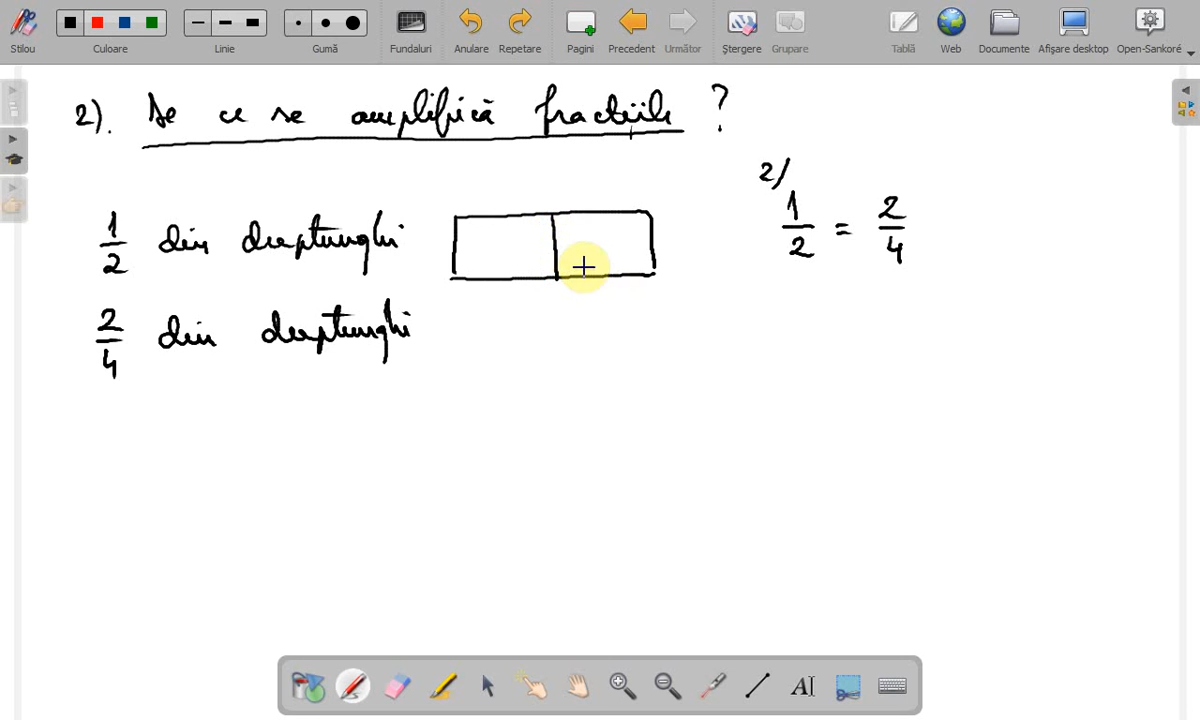 Stilou Culoare Linie Gumă Fundaluri Anulare Repetare Pagini Precedent Următor Ștergere Grupare Tablă Web Documente Afișare desktop Open-Sankoré
2). De ce se amplifică fracțiile ?
1/2 din dreptunghi
2/ 1/2 = 2/4
2/4 din dreptunghi
AI